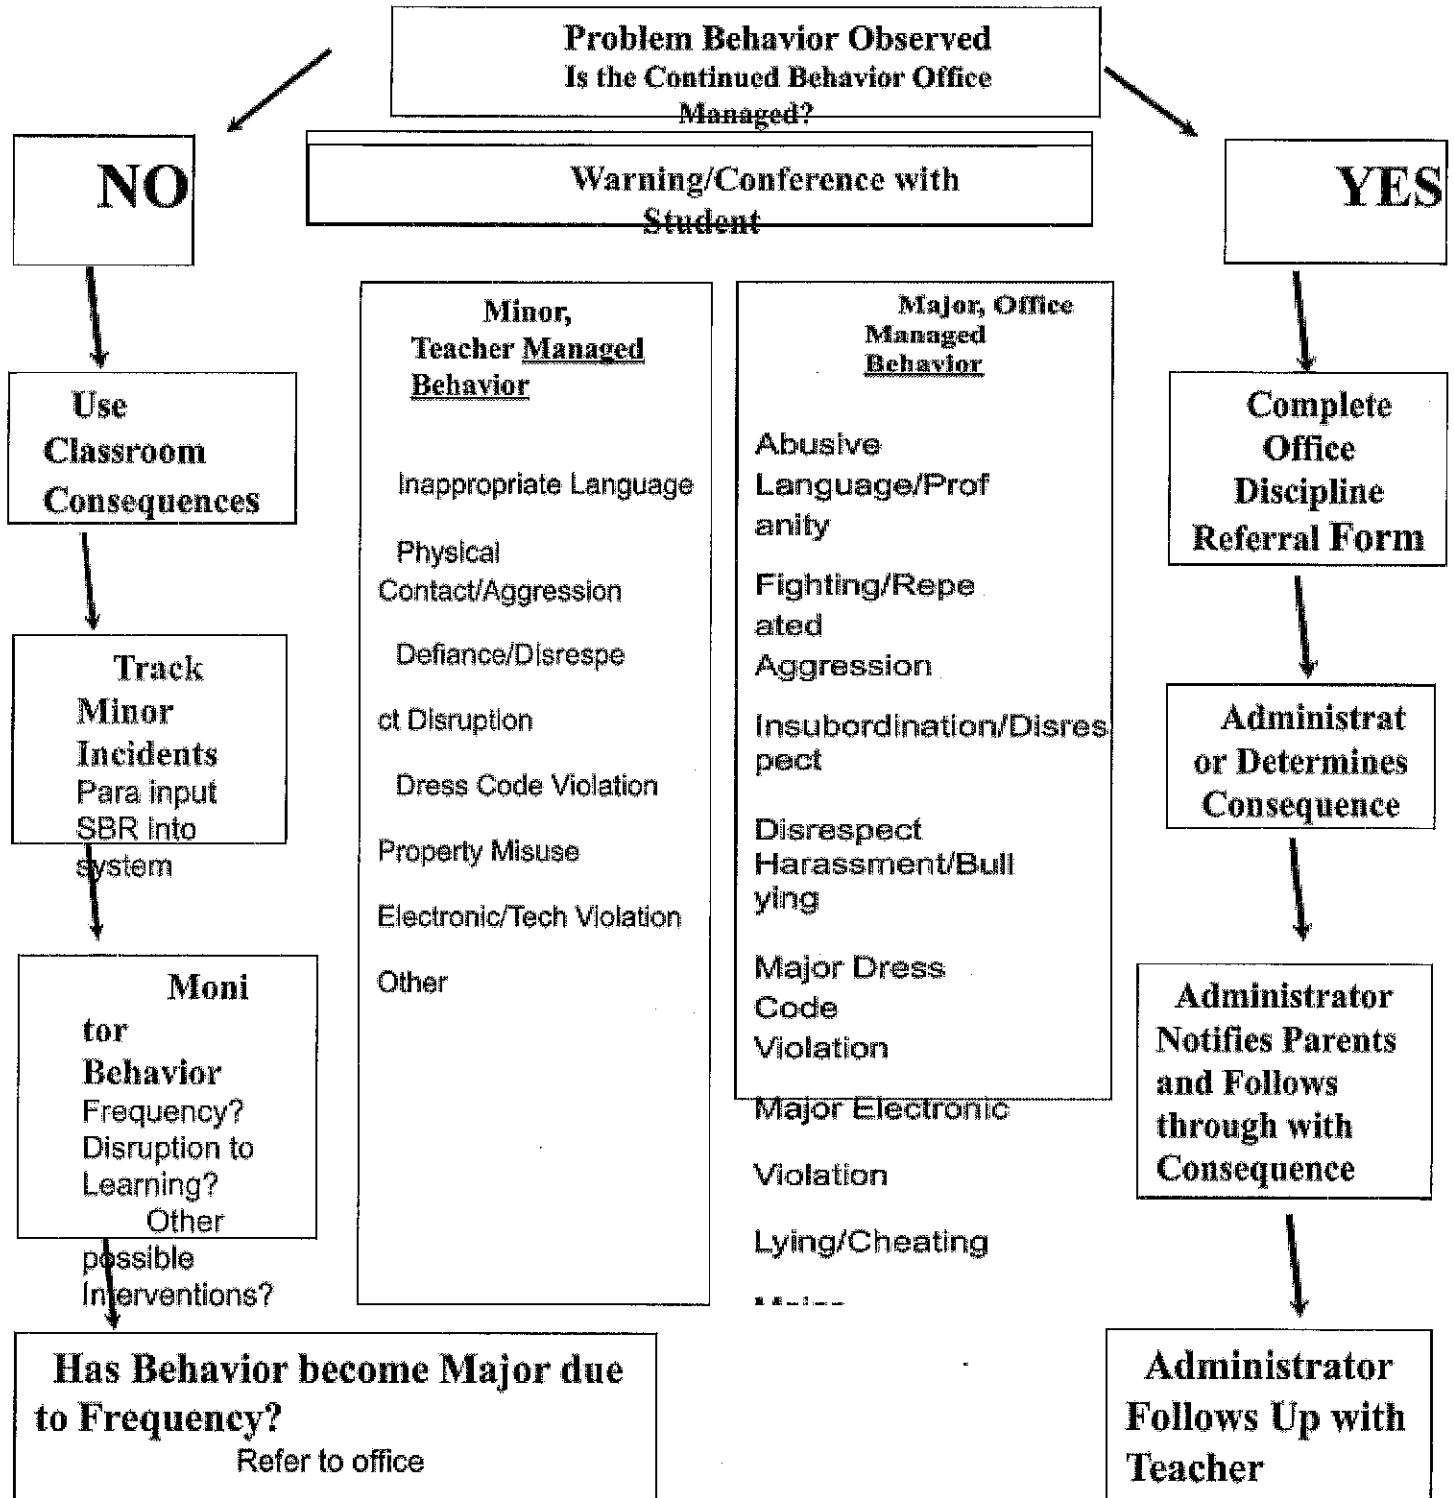 Problem Behavior Observed
Is the Continued Behavior Office
Managed?
Warning/Conference with
Student
NO
Use
Classroom
Consequences
Track
Minor
Incidents
Para input
SBR into
system
Moni
tor
Behavior
Frequency?
Disruption to
Learning?
Other
possible
Interventions?
Has Behavior become Major due
to Frequency?
Refer to office
Minor,
Teacher Managed
Behavior
Inappropriate Language
Physical
Contact/Aggression
Defiance/Disrespe
ct Disruption
Dress Code Violation
Property Misuse
Electronic/Tech Violation
Other
Major, Office
Managed
Behavior
Abusive
Language/Prof
anity
Fighting/Repe
ated
Aggression
Insubordination/Disres
pect
Disrespect
Harassment/Bull
ying
Major Dress
Code
Violation
Major Electronic
Violation
Lying/Cheating
YES
Complete
Office
Discipline
Referral Form
Administrat
or Determines
Consequence
Administrator
Notifies Parents
and Follows
through with
Consequence
Administrator
Follows Up with
Teacher